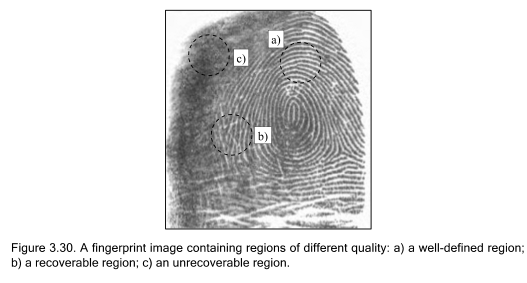 a)
c)
b)
Figure 3.30. A fingerprint image containing regions of different quality: a) a well-defined region;
b) a recoverable region; c) an unrecoverable region.